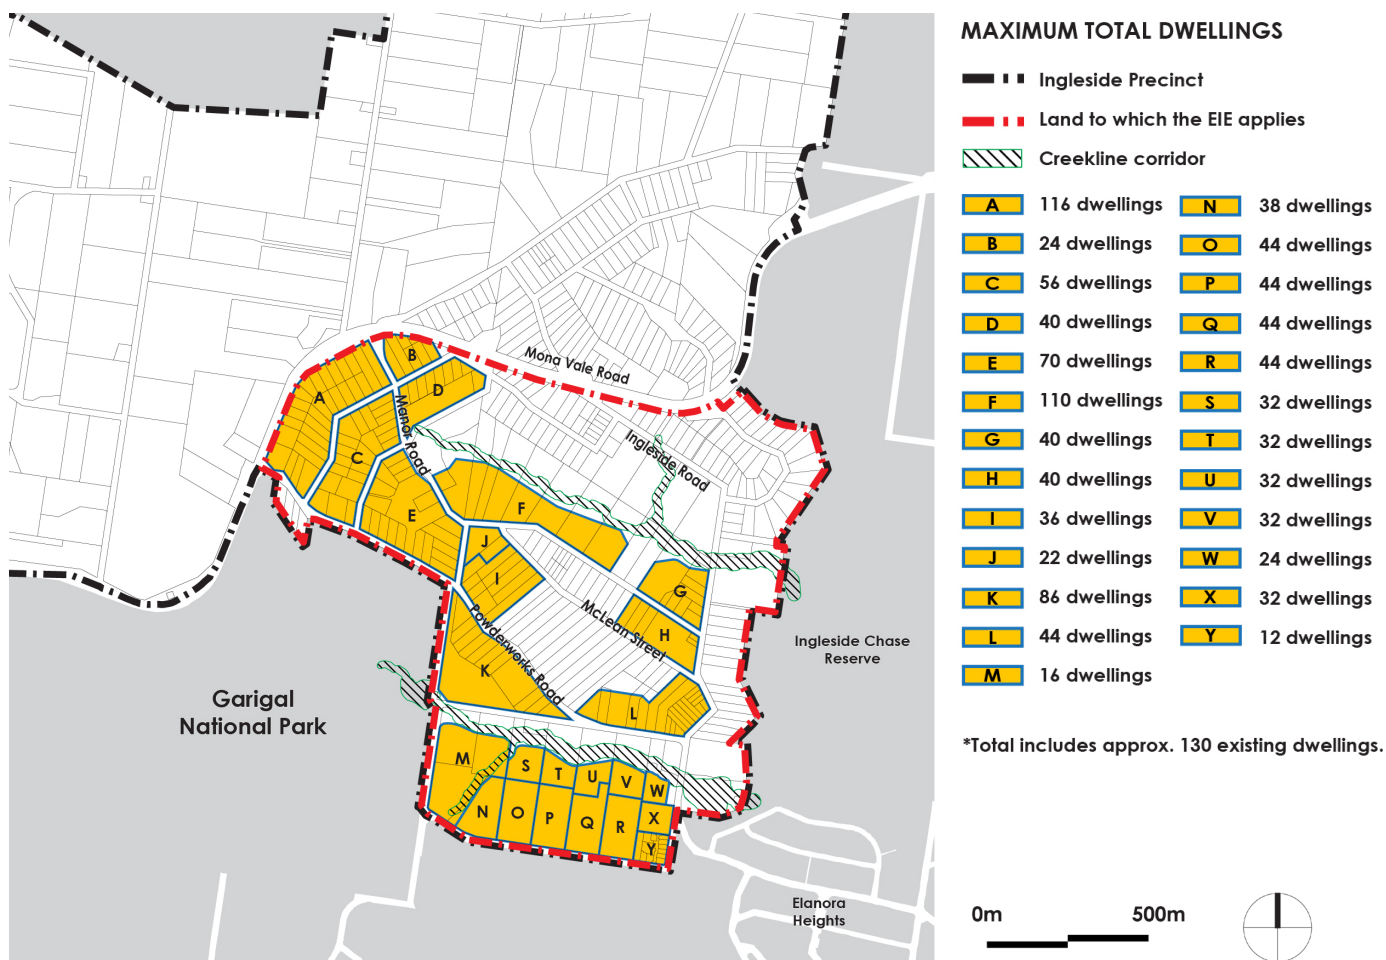 MAXIMUM TOTAL DWELLINGS
Ingleside Precinct
Land to which the EIE applies
Creekline corridor
A 116 dwellings
B 24 dwellings
C 56 dwellings
D 40 dwellings
E 70 dwellings
F 110 dwellings
G 40 dwellings
H 40 dwellings
I 36 dwellings
J 22 dwellings
K 86 dwellings
L 44 dwellings
M 16 dwellings
N 38 dwellings
O 44 dwellings
P 44 dwellings
Q 44 dwellings
R 44 dwellings
S 32 dwellings
T 32 dwellings
U 32 dwellings
V 32 dwellings
W 24 dwellings
X 32 dwellings
Y 12 dwellings
*Total includes approx. 130 existing dwellings.
0m 500m
Mona Vale Road
Manor Road
Ingleside Road
McLean Street
Powderworks Road
Ingleside Chase
Reserve
Garigal
National Park
Elanora
Heights
A
B
D
C
E
F
J
I
G
H
K
L
M
S
T
U
V
W
N
O
P
Q
R
X
Y